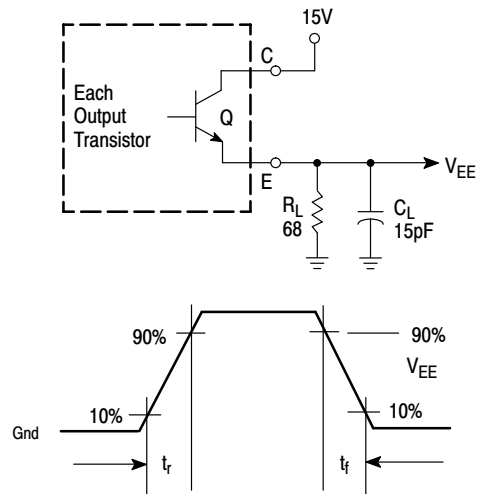 15V
C
Each
Output
Transistor
Q
E
V_EE
R_L
68
C_L
15pF
90%
90%
V_EE
10%
10%
Gnd
t_r
t_f